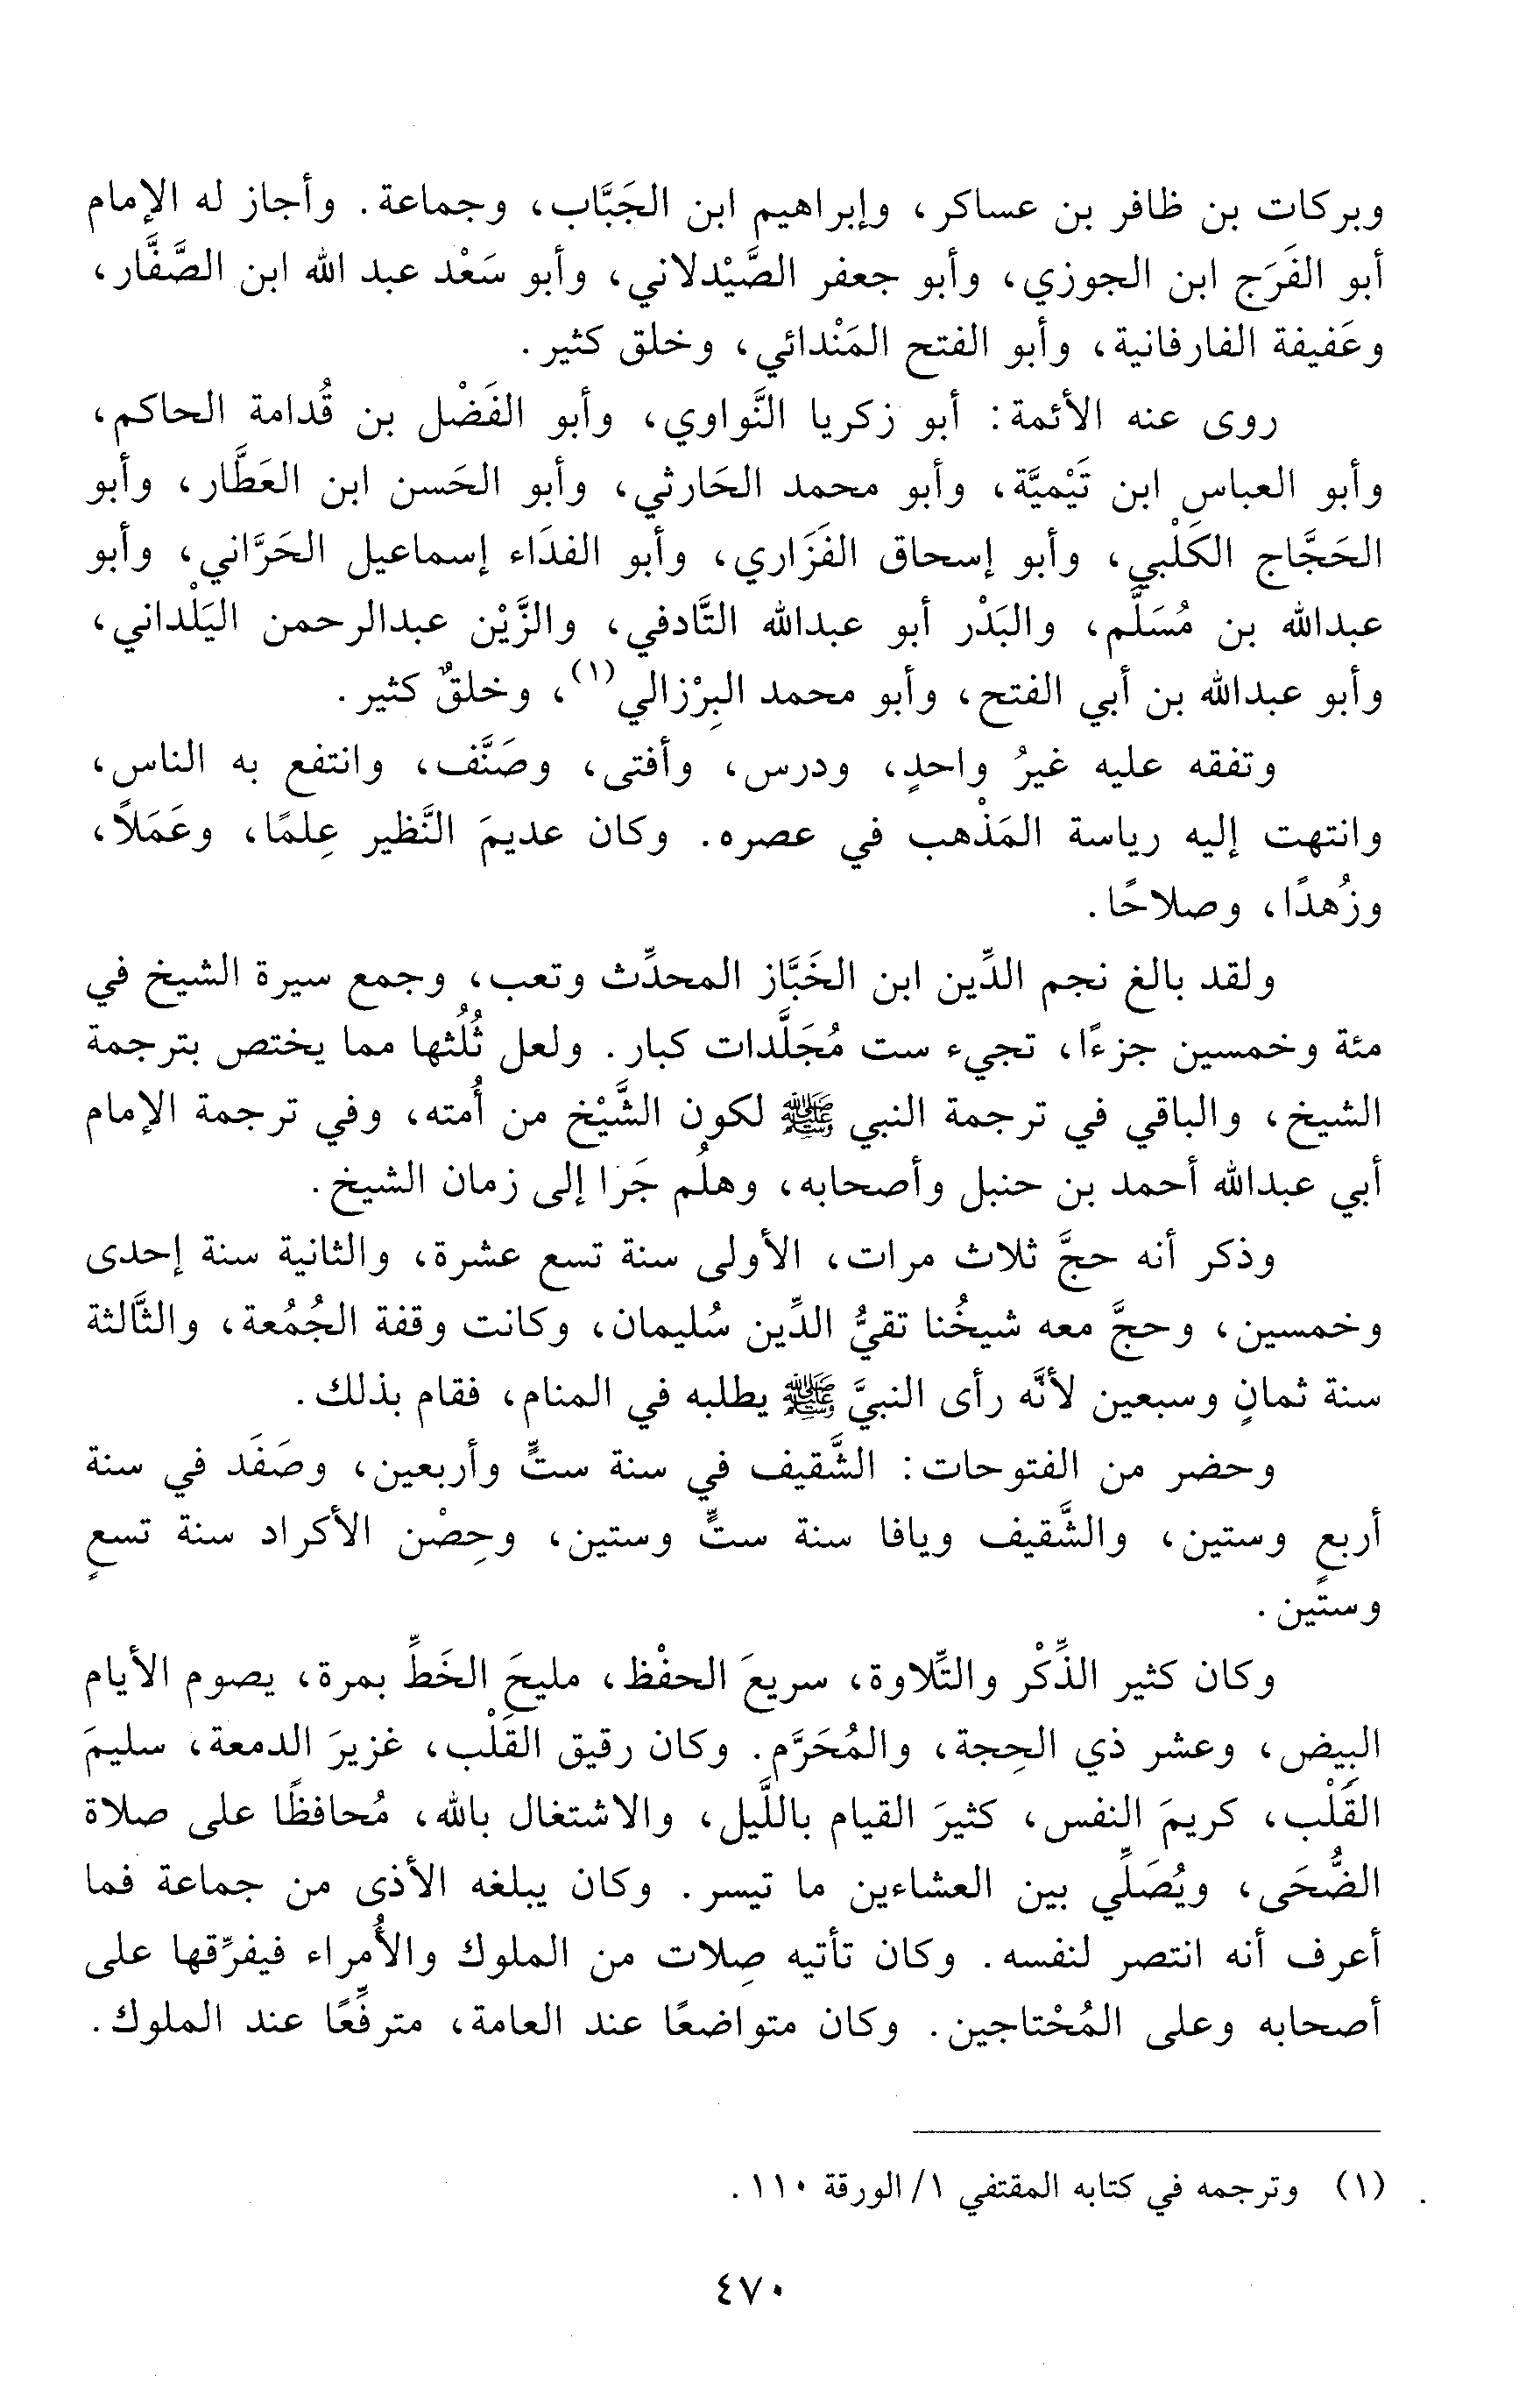 وبركات بن ظافر بن عساكر، وإبراهيم ابن الجَبَّاب، وجماعة. وأجاز له الإمام
أبو الفَرَج ابن الجوزي، وأبو جعفر الصَّيْدلاني، وأبو سَعْد عبد الله ابن الصَّفَّار،
وعَفيفة الفارفانية، وأبو الفتح المَنْدائي، وخلق كثير.
روى عنه الأئمة: أبو زكريا النَّواوي، وأبو الفَضْل بن قُدامة الحاكم،
وأبو العباس ابن تَيْميَّة، وأبو محمد الحَارثي، وأبو الحَسن ابن العَطَّار، وأبو
الحَجَّاج الكَلْبي، وأبو إسحاق الفَزَاري، وأبو الفدَاء إسماعيل الحَرَّاني، وأبو
عبدالله بن مُسَلَّم، والبَدْر أبو عبدالله التَّادفي، والزَّيْن عبدالرحمن اليَلْداني،
وأبو عبدالله بن أبي الفتح، وأبو محمد البِرْزالي(١)، وخلقٌ كثير.
وتفقه عليه غيرُ واحدٍ، ودرس، وأفتى، وصَنَّف، وانتفع به الناس،
وانتهت إليه رياسة المَذْهب في عصره. وكان عديمَ النَّظير عِلمًا، وعَمَلاً،
وزُهدًا، وصلاحًا.
ولقد بالغ نجم الدِّين ابن الخَبَّاز المحدِّث وتعب، وجمع سيرة الشيخ في
مئة وخمسين جزءًا، تجيء ست مُجَلَّدات كبار. ولعل ثُلُثها مما يختص بترجمة
الشيخ، والباقي في ترجمة النبي ﷺ لكون الشَّيْخ من أُمته، وفي ترجمة الإمام
أبي عبدالله أحمد بن حنبل وأصحابه، وهلُم جَرا إلى زمان الشيخ.
وذكر أنه حجَّ ثلاث مرات، الأولى سنة تسع عشرة، والثانية سنة إحدى
وخمسين، وحجَّ معه شيخُنا تقيُّ الدِّين سُليمان، وكانت وقفة الجُمُعة، والثَّالثة
سنة ثمانٍ وسبعين لأنَّه رأى النبيَّ ﷺ يطلبه في المنام، فقام بذلك.
وحضر من الفتوحات: الشَّقيف في سنة ستٍّ وأربعين، وصَفَد في سنة
أربعٍ وستين، والشَّقيف ويافا سنة ستٍّ وستين، وحِصْن الأكراد سنة تسعٍ
وستين.
وكان كثير الذِّكْر والتِّلاوة، سريعَ الحفْظ، مليحَ الخَطِّ بمرة، يصوم الأيام
البيض، وعشر ذي الحِجة، والمُحَرَّم. وكان رقيق القَلْب، غزيرَ الدمعة، سليمَ
القَلْب، كريمَ النفس، كثيرَ القيام باللَّيل، والاشتغال بالله، مُحافظًا على صلاة
الضُّحَى، ويُصَلِّي بين العشاءين ما تيسر. وكان يبلغه الأذى من جماعة فما
أعرف أنه انتصر لنفسه. وكان تأتيه صِلات من الملوك والأُمراء فيفرِّقها على
أصحابه وعلى المُحْتاجين. وكان متواضعًا عند العامة، مترفِّعًا عند الملوك.
(١) وترجمه في كتابه المقتفي ١/ الورقة ١١٠.
٤٧٠